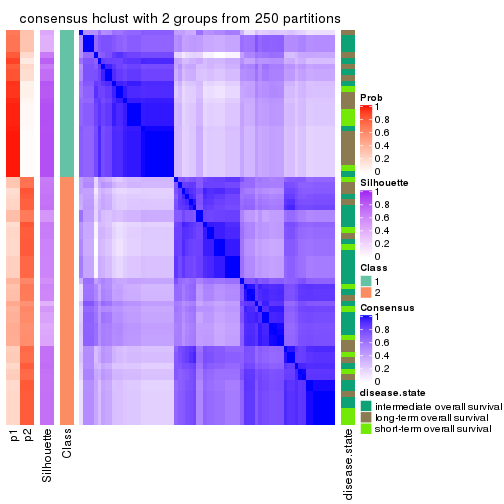 consensus hclust with 2 groups from 250 partitions
Prob
1
0.8
0.6
0.4
0.2
0
Silhouette
1
0.8
0.6
0.4
0.2
0
Class
1
2
Consensus
1
0.8
0.6
0.4
0.2
0
disease.state
intermediate overall survival
long-term overall survival
short-term overall survival
p1
p2
Silhouette
Class
disease.state